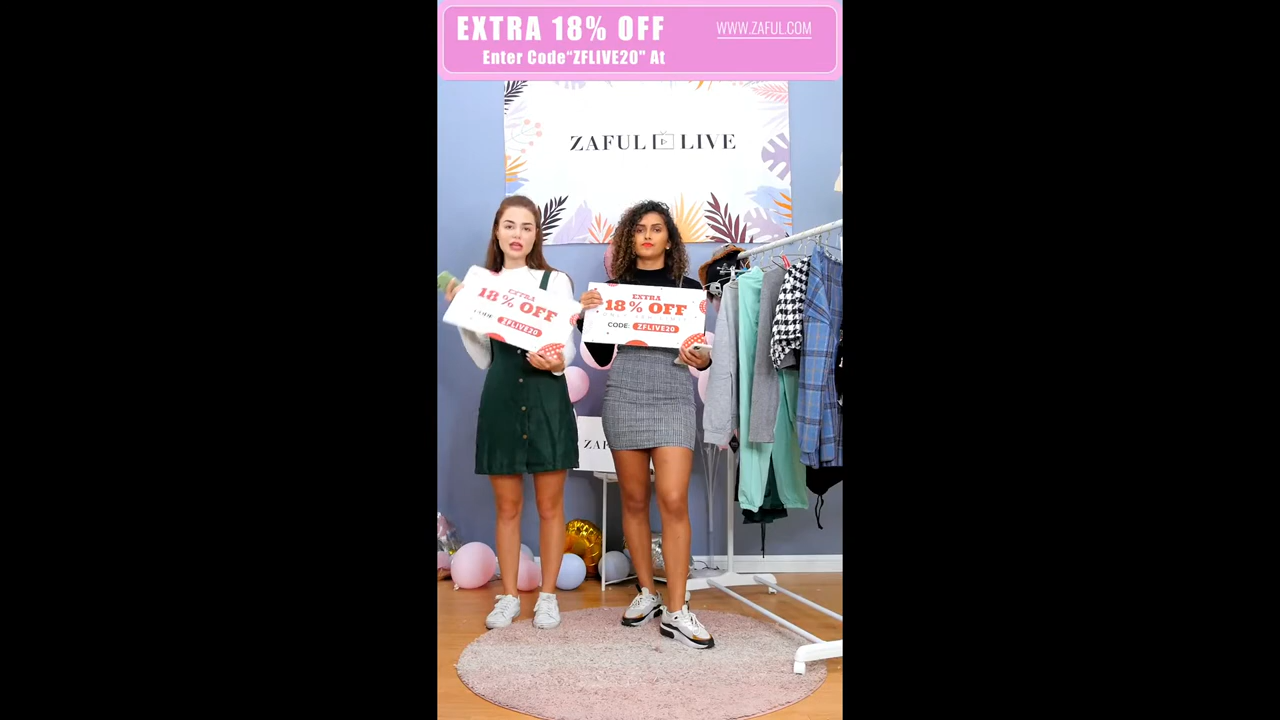 EXTRA 18% OFF
WWW.ZAFUL.COM
Enter Code“ZFLIVE20” At
ZAFUL LIVE
EXTRA
18% OFF
CODE: ZFLIVE20
EXTRA
18% OFF
CODE: ZFLIVE20